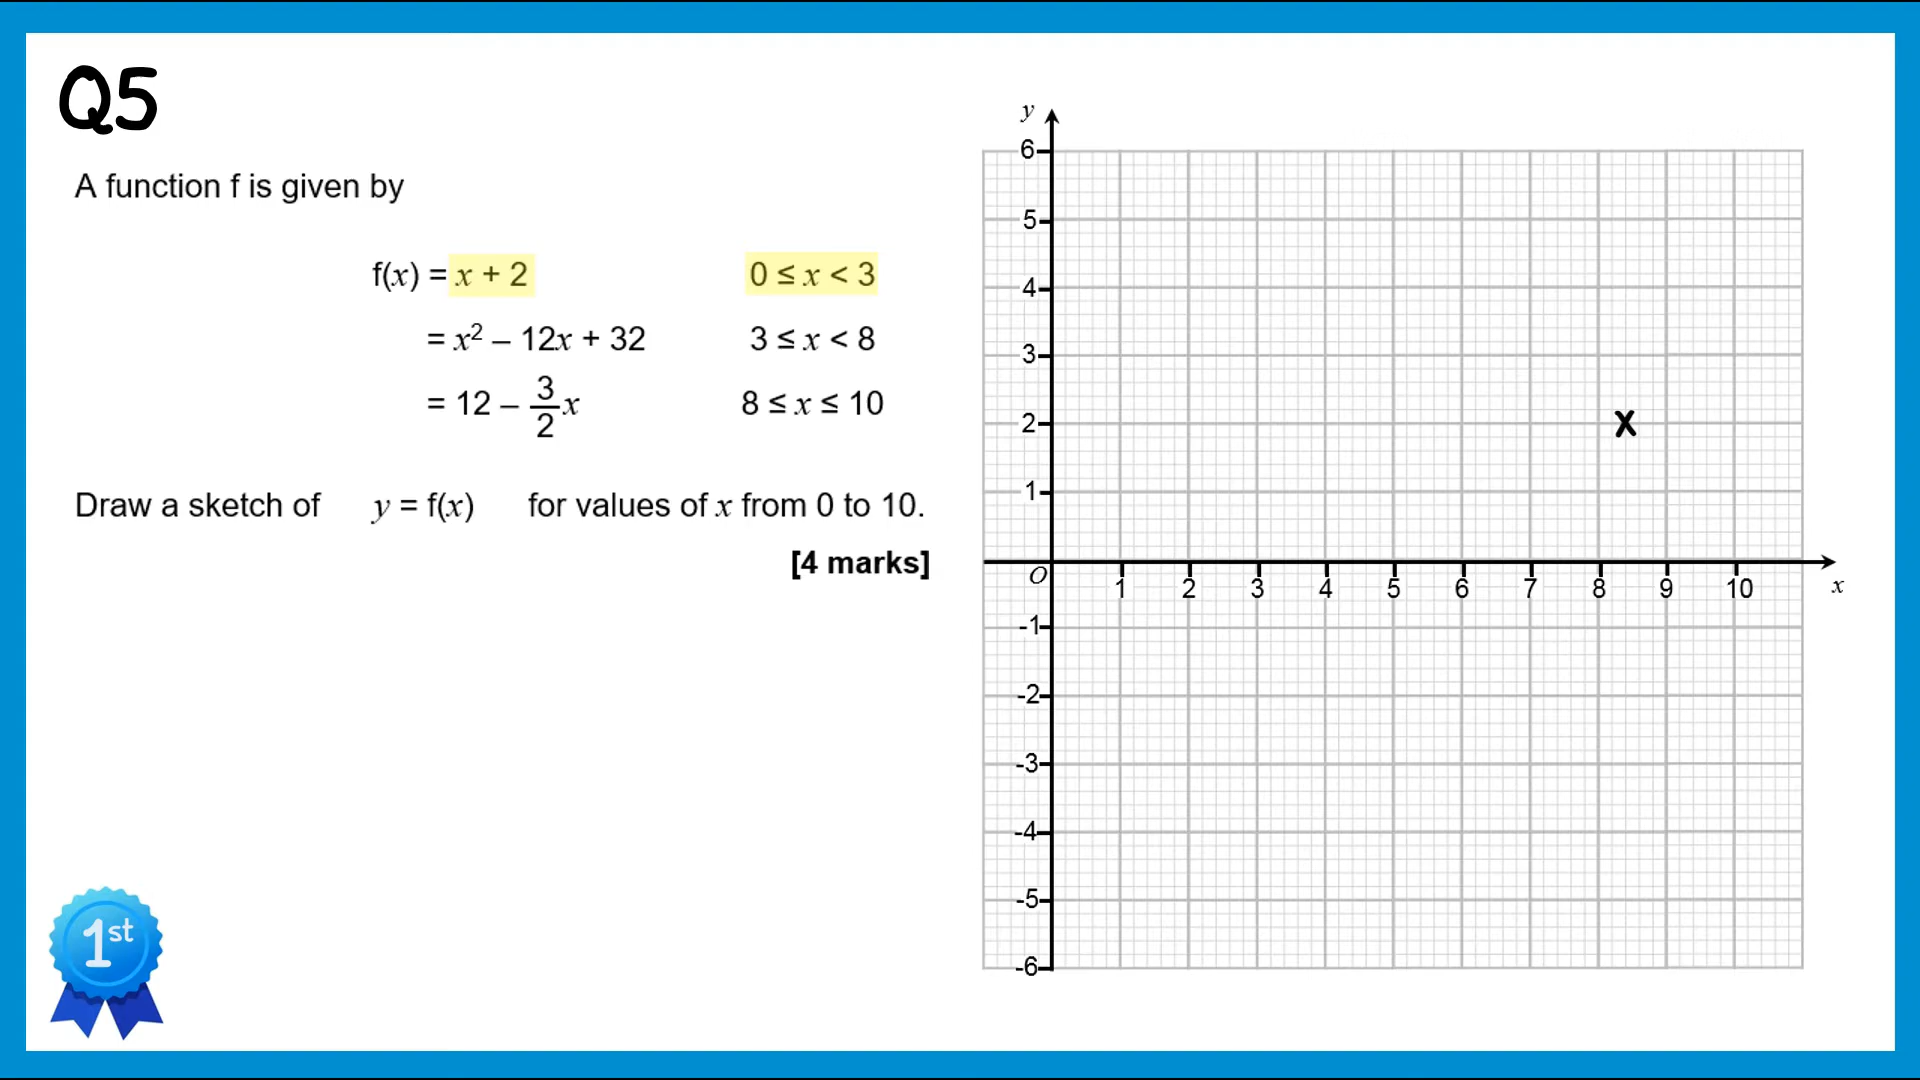 Q5
A function f is given by
f(x) = x + 2 0 ≤ x < 3
= x² – 12x + 32 3 ≤ x < 8
= 12 – 3/2 x 8 ≤ x ≤ 10
Draw a sketch of y = f(x) for values of x from 0 to 10.
[4 marks]
1st
y
6
5
4
3
2
x
1
O 1 2 3 4 5 6 7 8 9 10 x
-1
-2
-3
-4
-5
-6